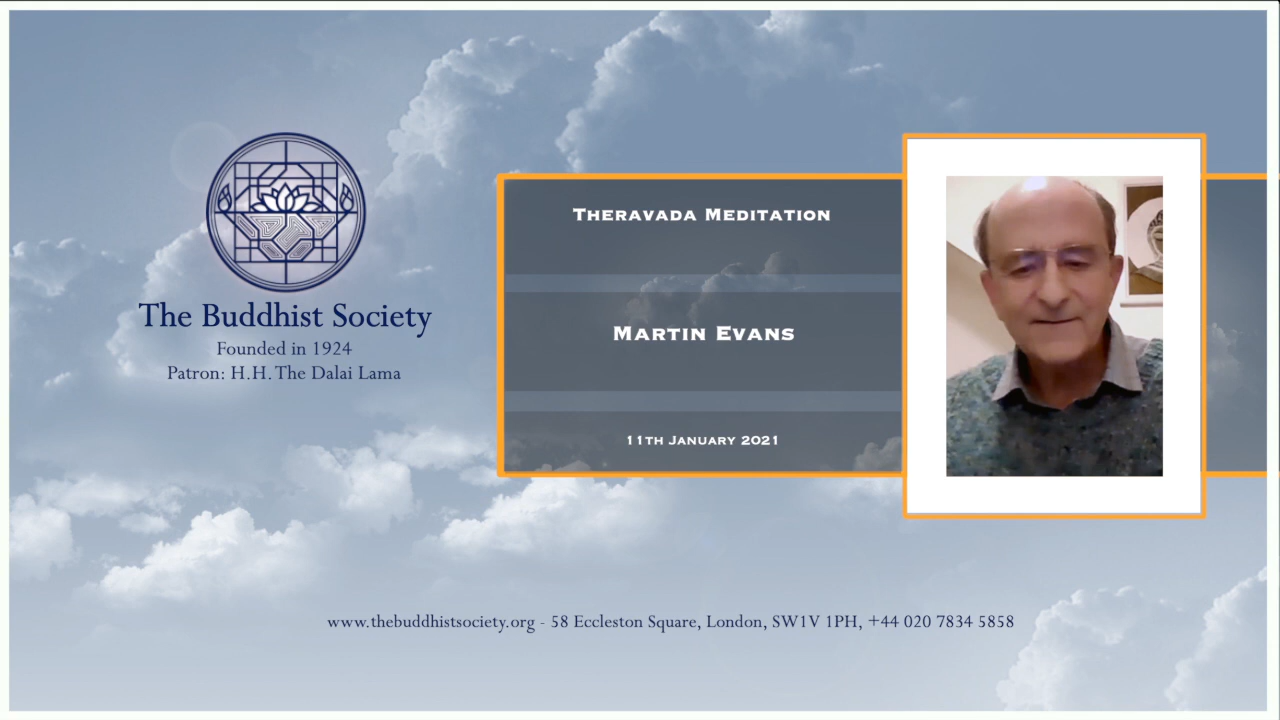 The Buddhist Society
Founded in 1924
Patron: H.H. The Dalai Lama
Theravada Meditation
Martin Evans
11th January 2021
www.thebuddhistsociety.org - 58 Eccleston Square, London, SW1V 1PH, +44 020 7834 5858